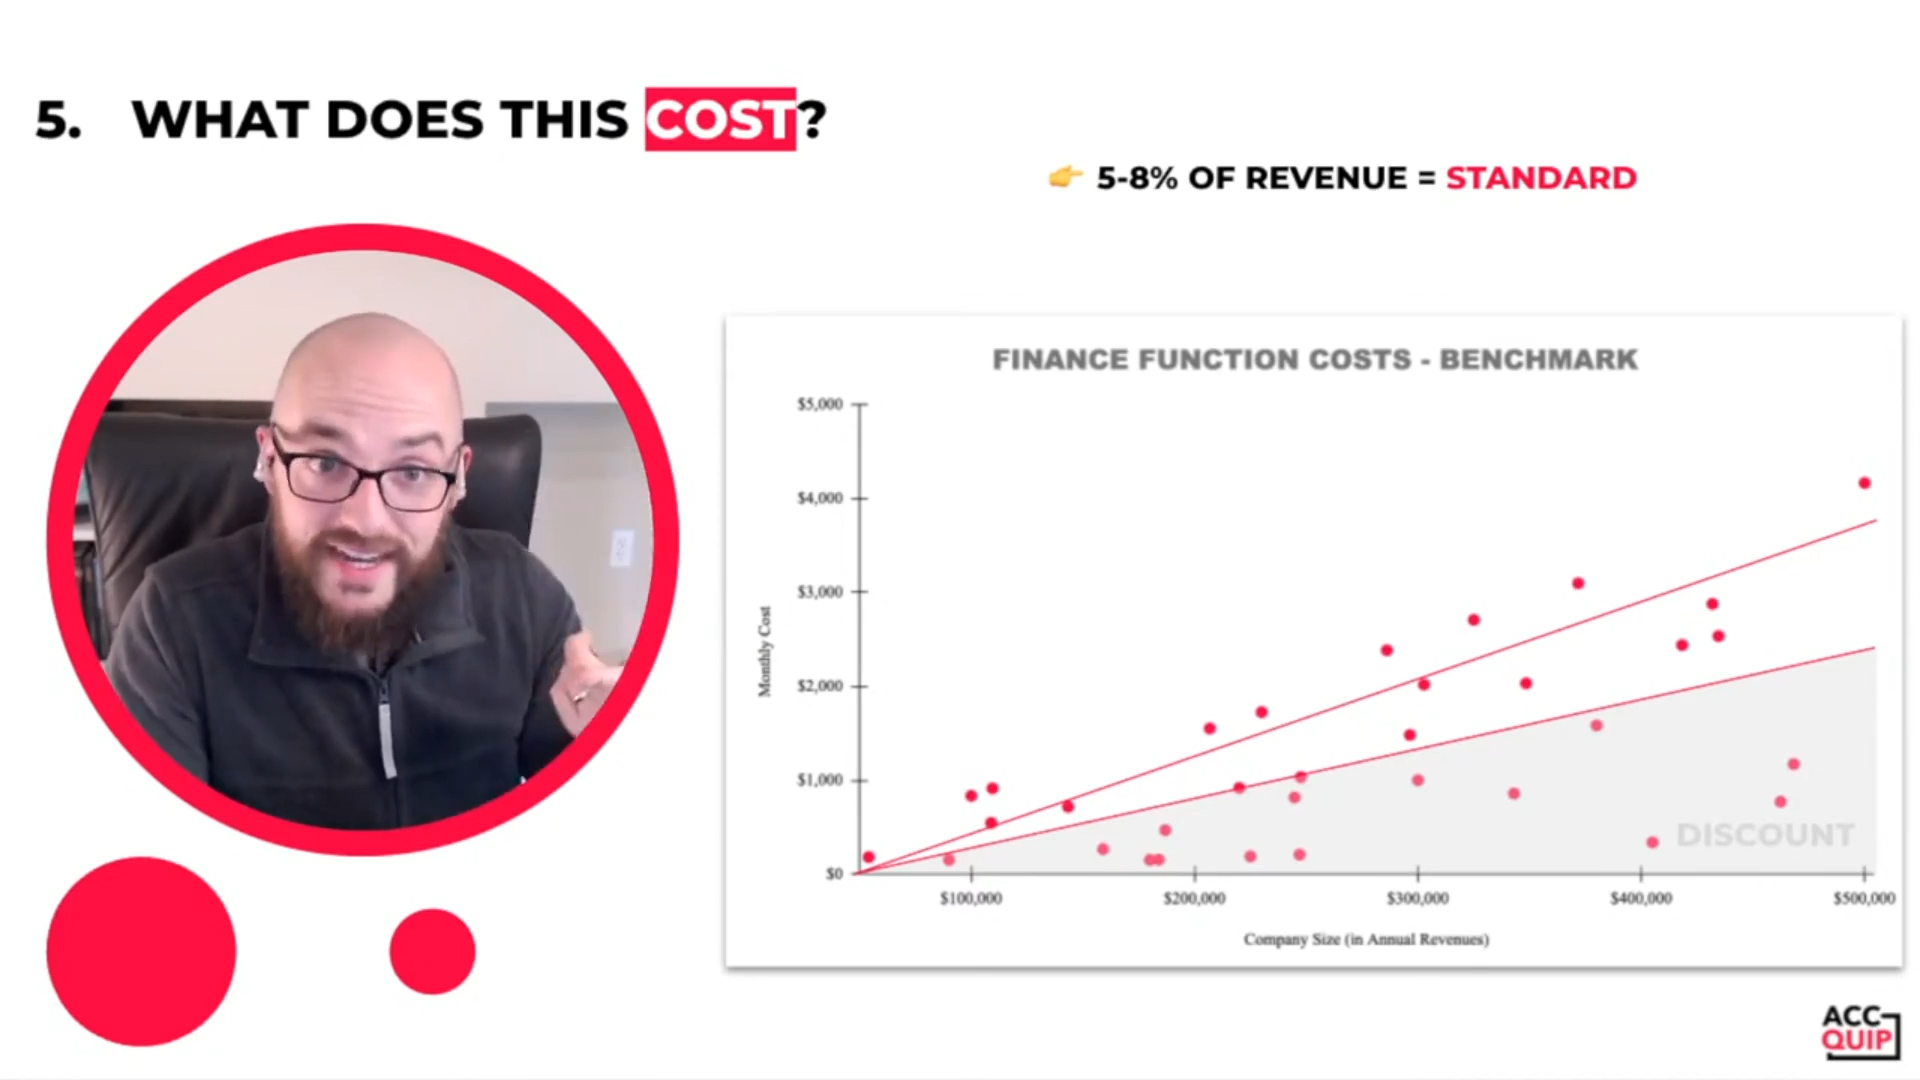 5. WHAT DOES THIS COST?
👉 5-8% OF REVENUE = STANDARD
FINANCE FUNCTION COSTS - BENCHMARK
$5,000
$4,000
$3,000
$2,000
$1,000
$0
Monthly Cost
DISCOUNT
$100,000
$200,000
$300,000
$400,000
$500,000
Company Size (in Annual Revenues)
ACC
QUIP